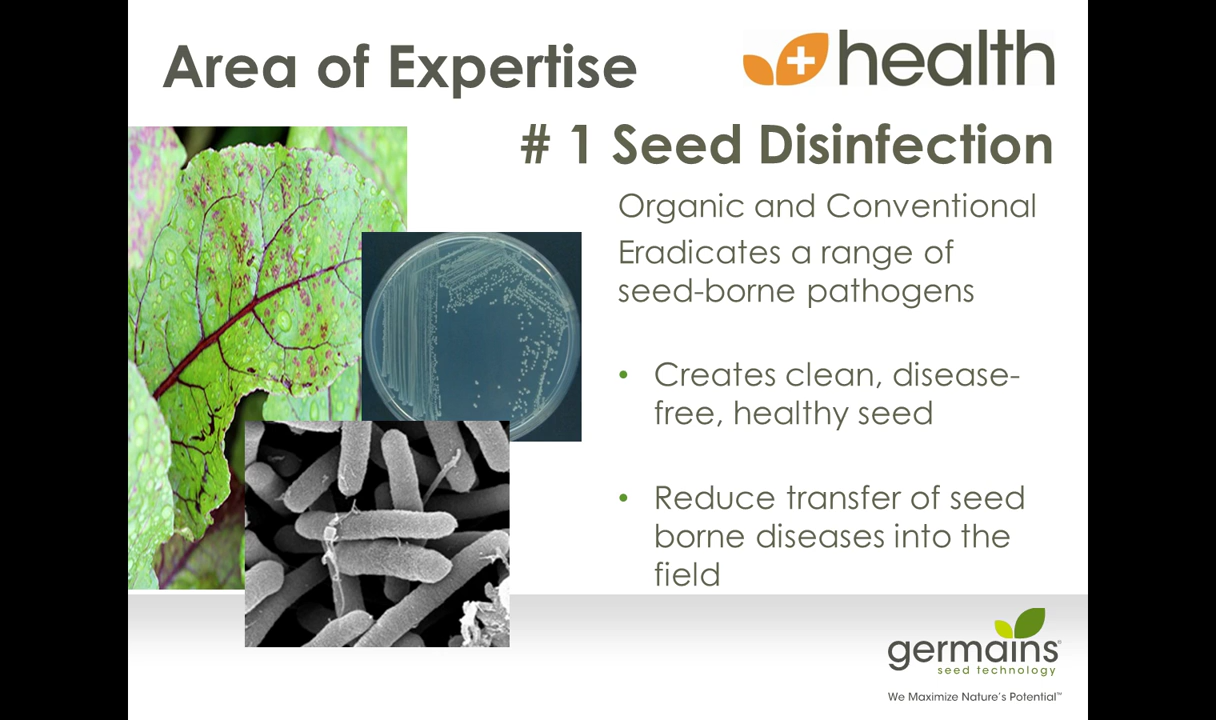 Area of Expertise
health
# 1 Seed Disinfection
Organic and Conventional
Eradicates a range of
seed-borne pathogens
• Creates clean, disease-
free, healthy seed
• Reduce transfer of seed
borne diseases into the
field
germains®
seed technology
We Maximize Nature's Potential™